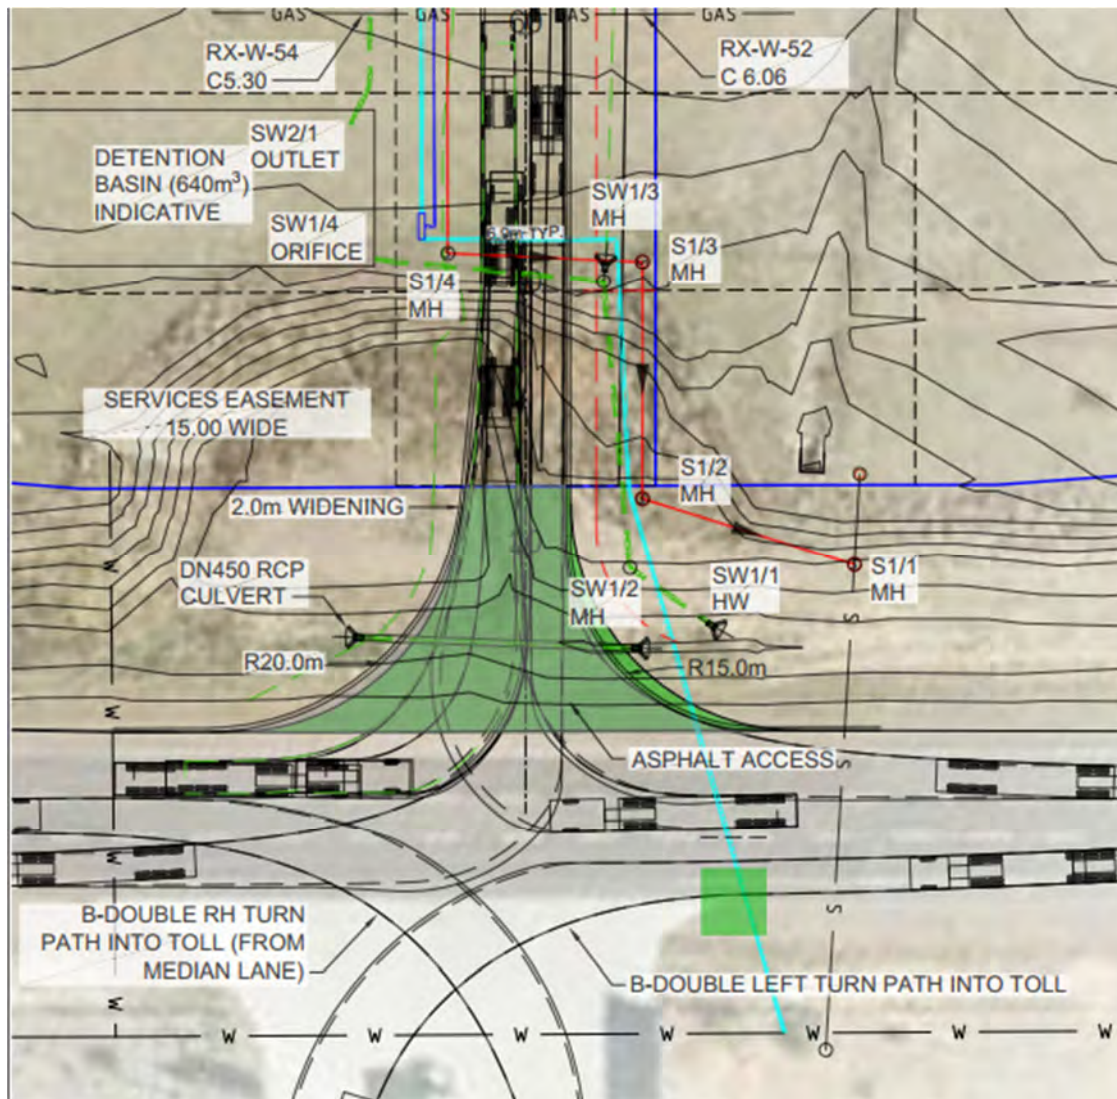 GAS GAS GAS GAS
RX-W-54
C5.30
RX-W-52
C 6.06
SW2/1
OUTLET
DETENTION
BASIN (640m³)
INDICATIVE
SW1/3
MH
SW1/4
ORIFICE
6.9m TYP.
S1/3
MH
S1/4
MH
SERVICES EASEMENT
15.00 WIDE
S1/2
MH
2.0m WIDENING
W
DN450 RCP
CULVERT
SW1/2
MH
SW1/1
HW
S1/1
MH
S
R20.0m
R15.0m
W
ASPHALT ACCESS
S
W
B-DOUBLE RH TURN
PATH INTO TOLL (FROM
MEDIAN LANE)
S
B-DOUBLE LEFT TURN PATH INTO TOLL
W
W W W W W W W